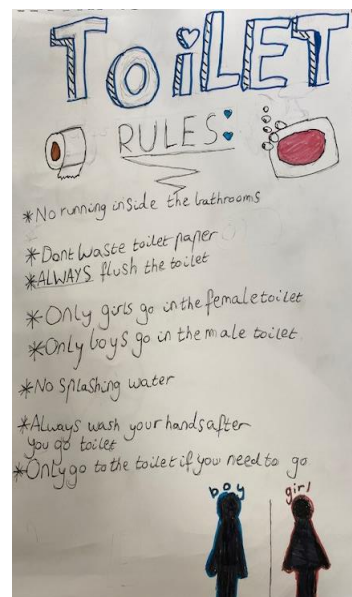 ToiLET
RULES:
*No running inside the bathrooms
*Dont waste toilet paper
*ALWAYS flush the toilet
*Only girls go in the female toilet
*Only boys go in the male toilet
*No splashing water
*Always wash your hands after
you go toilet
*Only go to the toilet if you need to go
boy girl